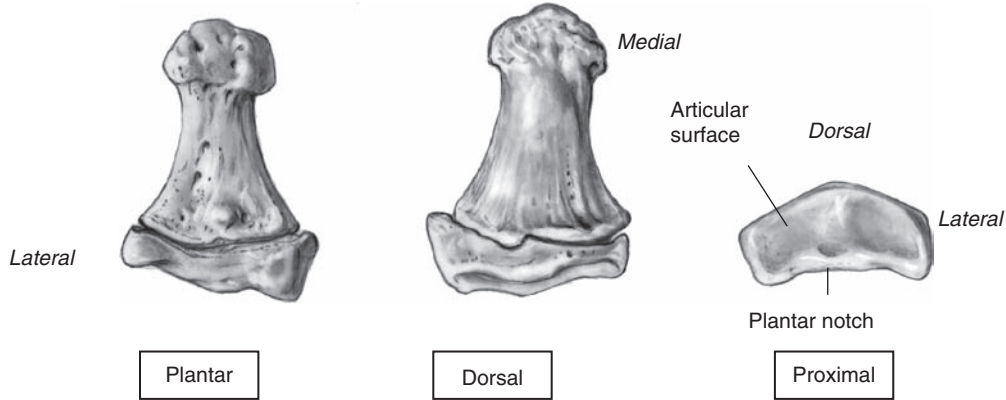 Medial
Articular
surface
Dorsal
Lateral
Lateral
Plantar notch
Plantar
Dorsal
Proximal